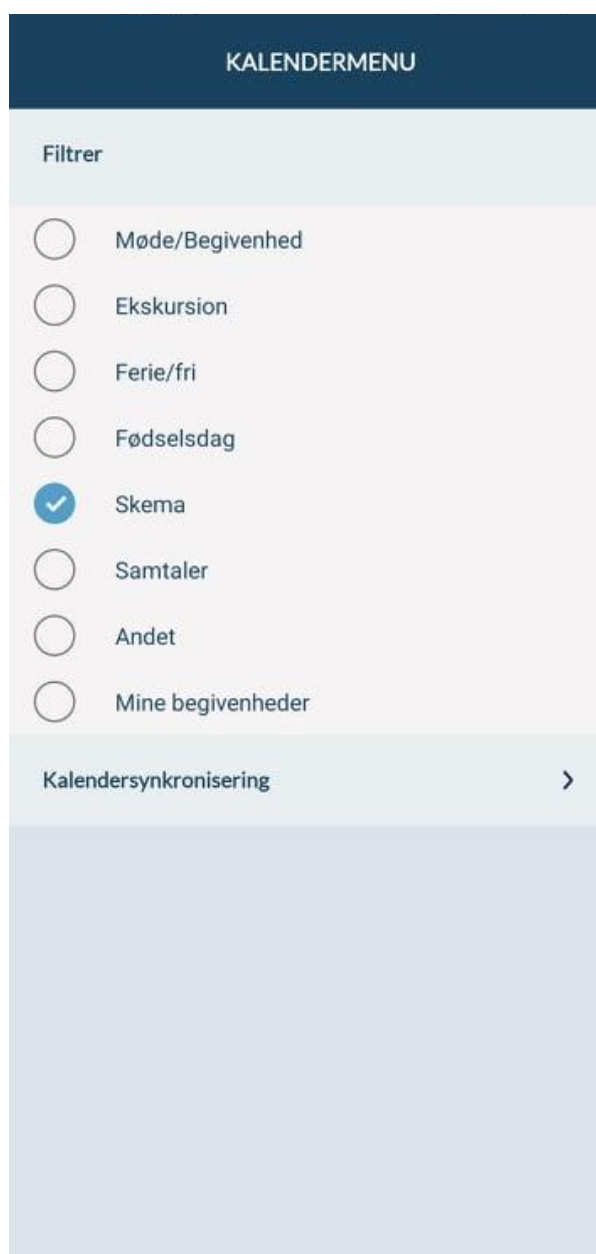 KALENDERMENU
Filtrer
Møde/Begivenhed
Ekskursion
Ferie/fri
Fødselsdag
Skema
Samtaler
Andet
Mine begivenheder
Kalendersynkronisering